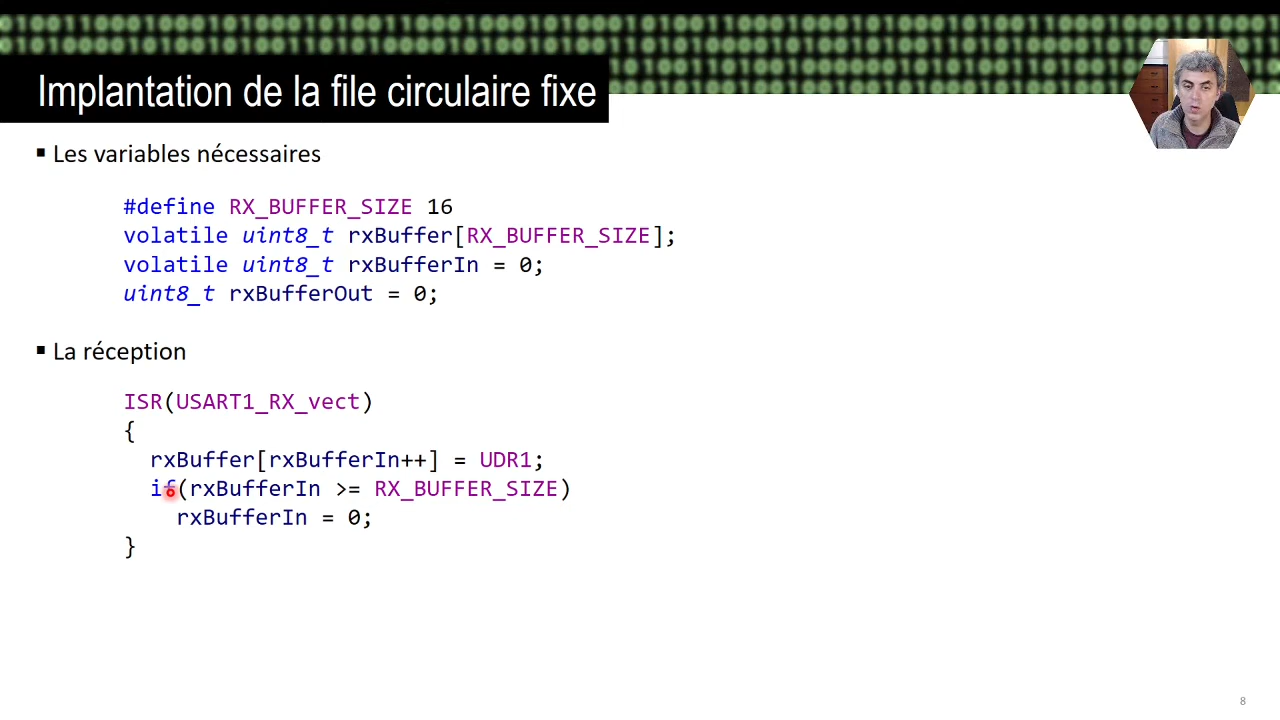 Implantation de la file circulaire fixe
Les variables nécessaires
#define RX_BUFFER_SIZE 16
volatile uint8_t rxBuffer[RX_BUFFER_SIZE];
volatile uint8_t rxBufferIn = 0;
uint8_t rxBufferOut = 0;
La réception
ISR(USART1_RX_vect)
{
rxBuffer[rxBufferIn++] = UDR1;
if(rxBufferIn >= RX_BUFFER_SIZE)
rxBufferIn = 0;
}
8